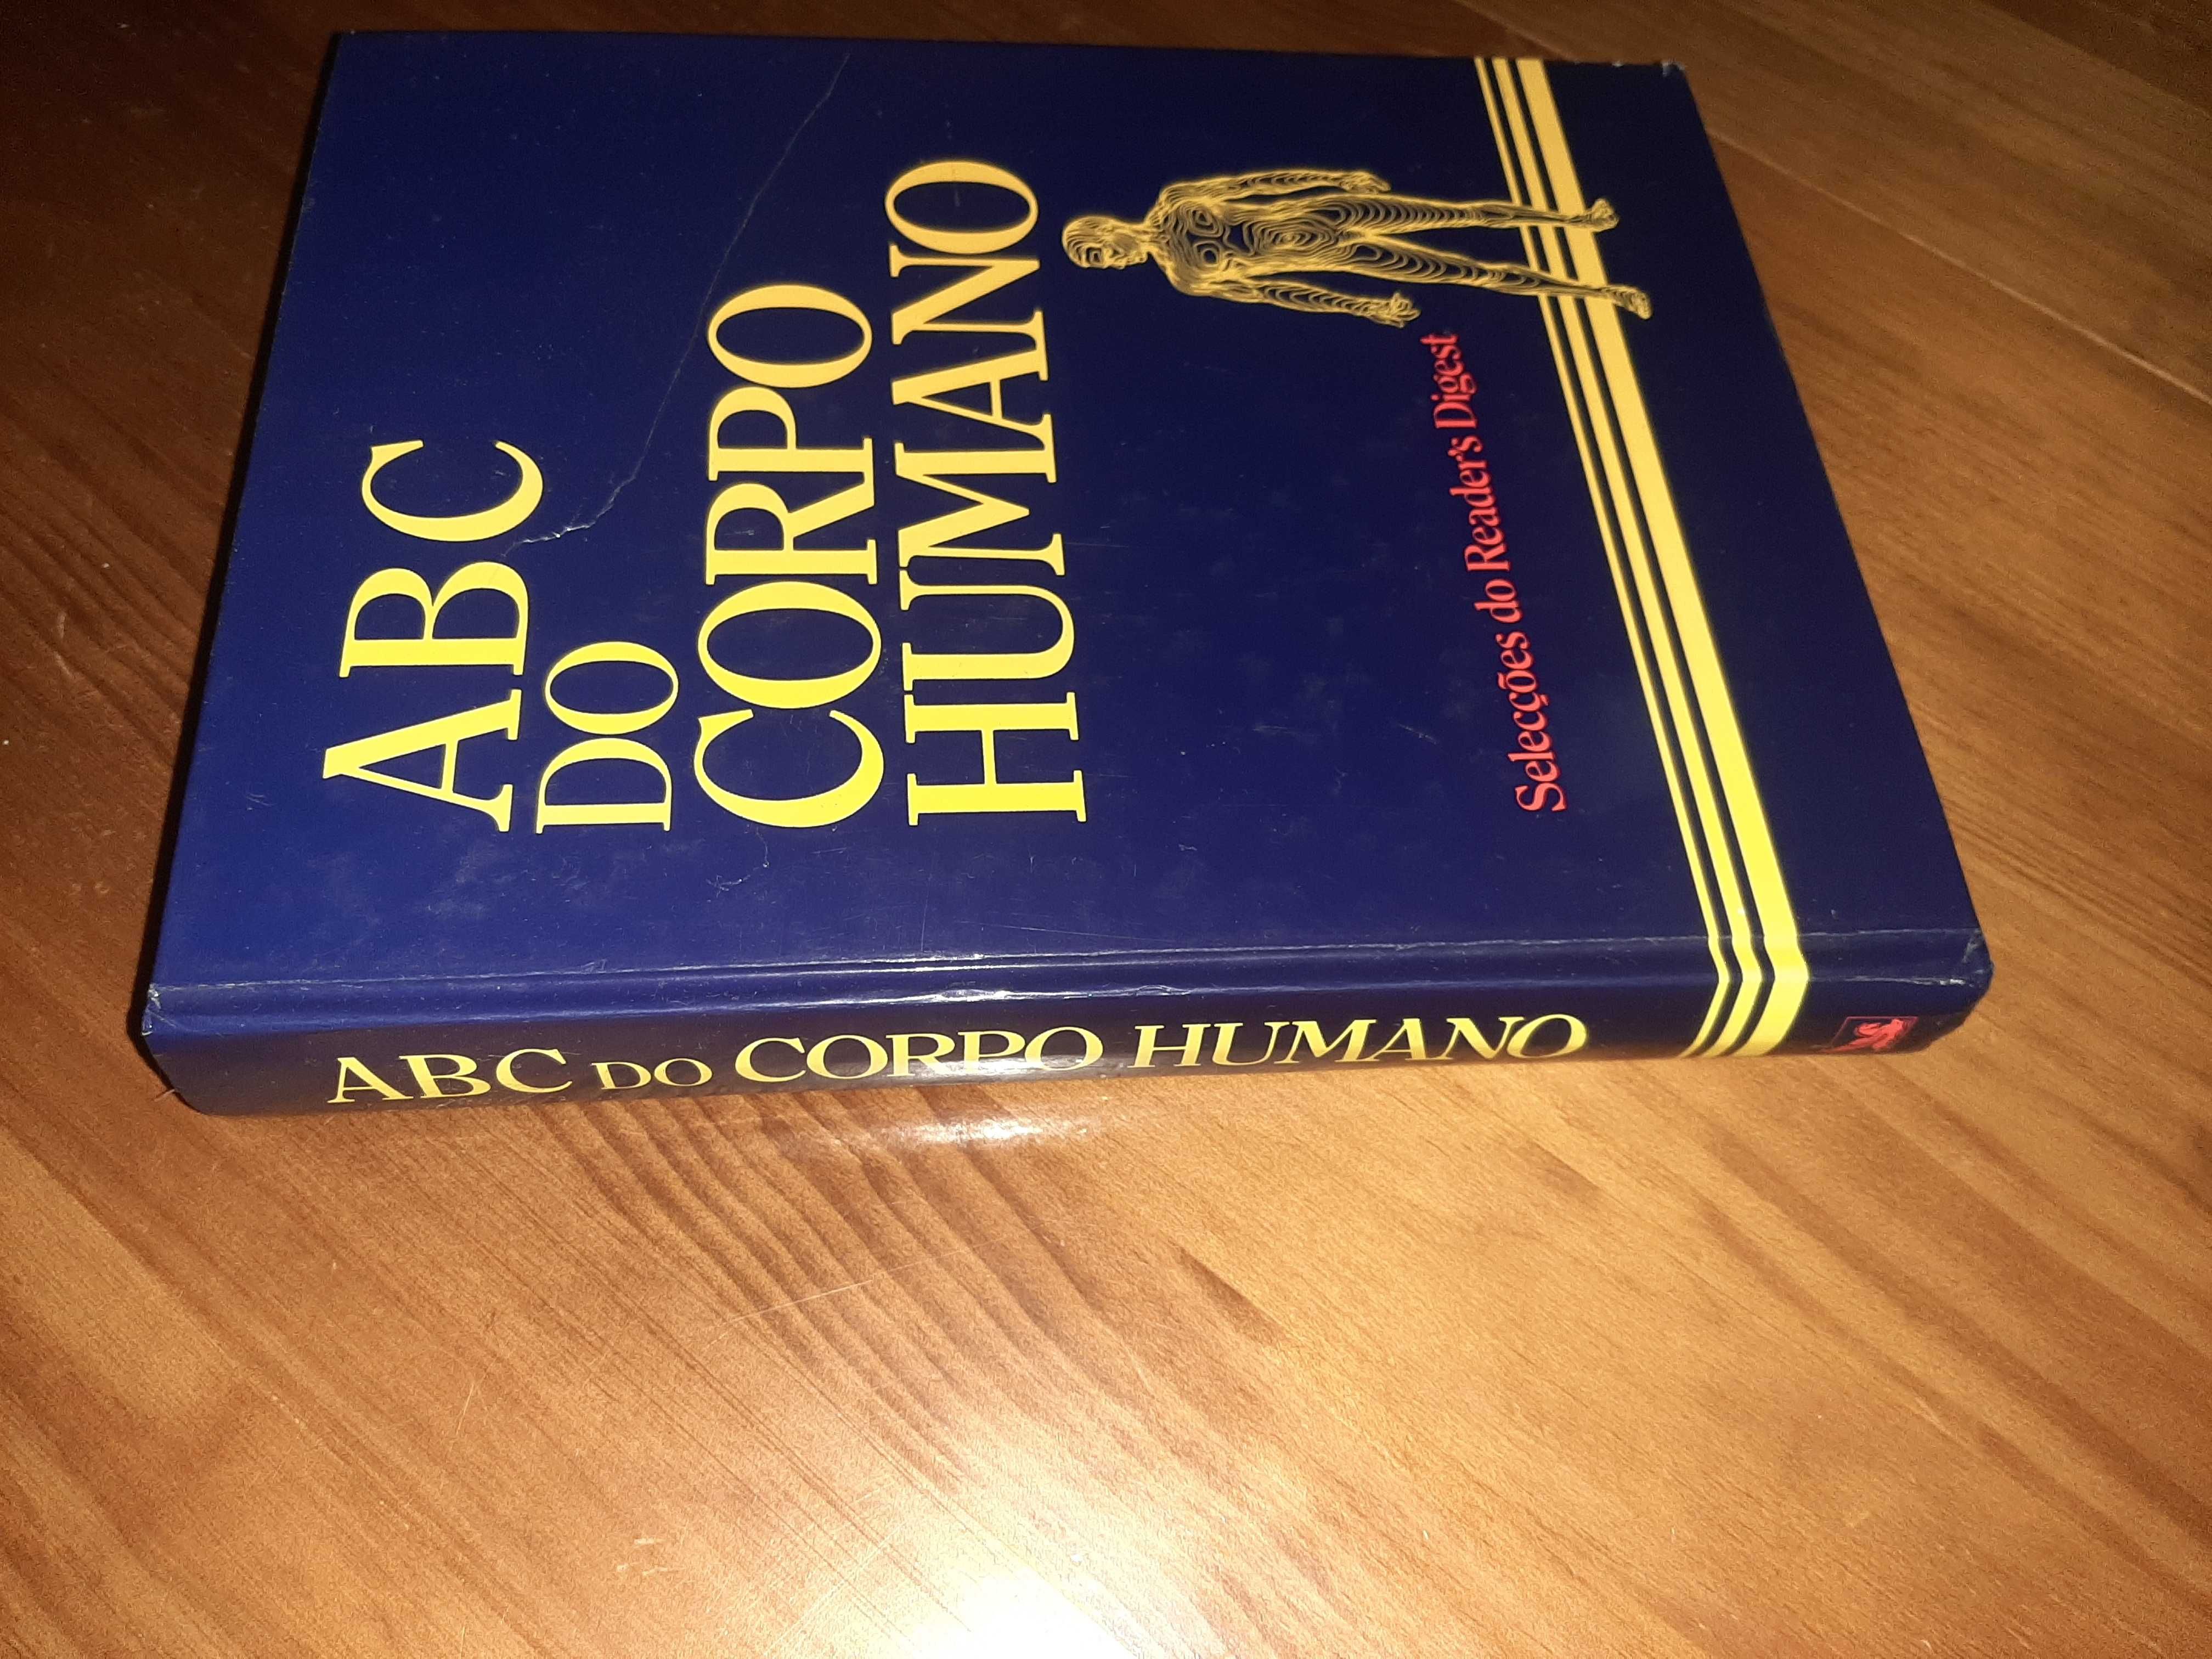 ABC
DO
CORPO
HUMANO
Selecções do Reader's Digest
ABC DO CORPO HUMANO